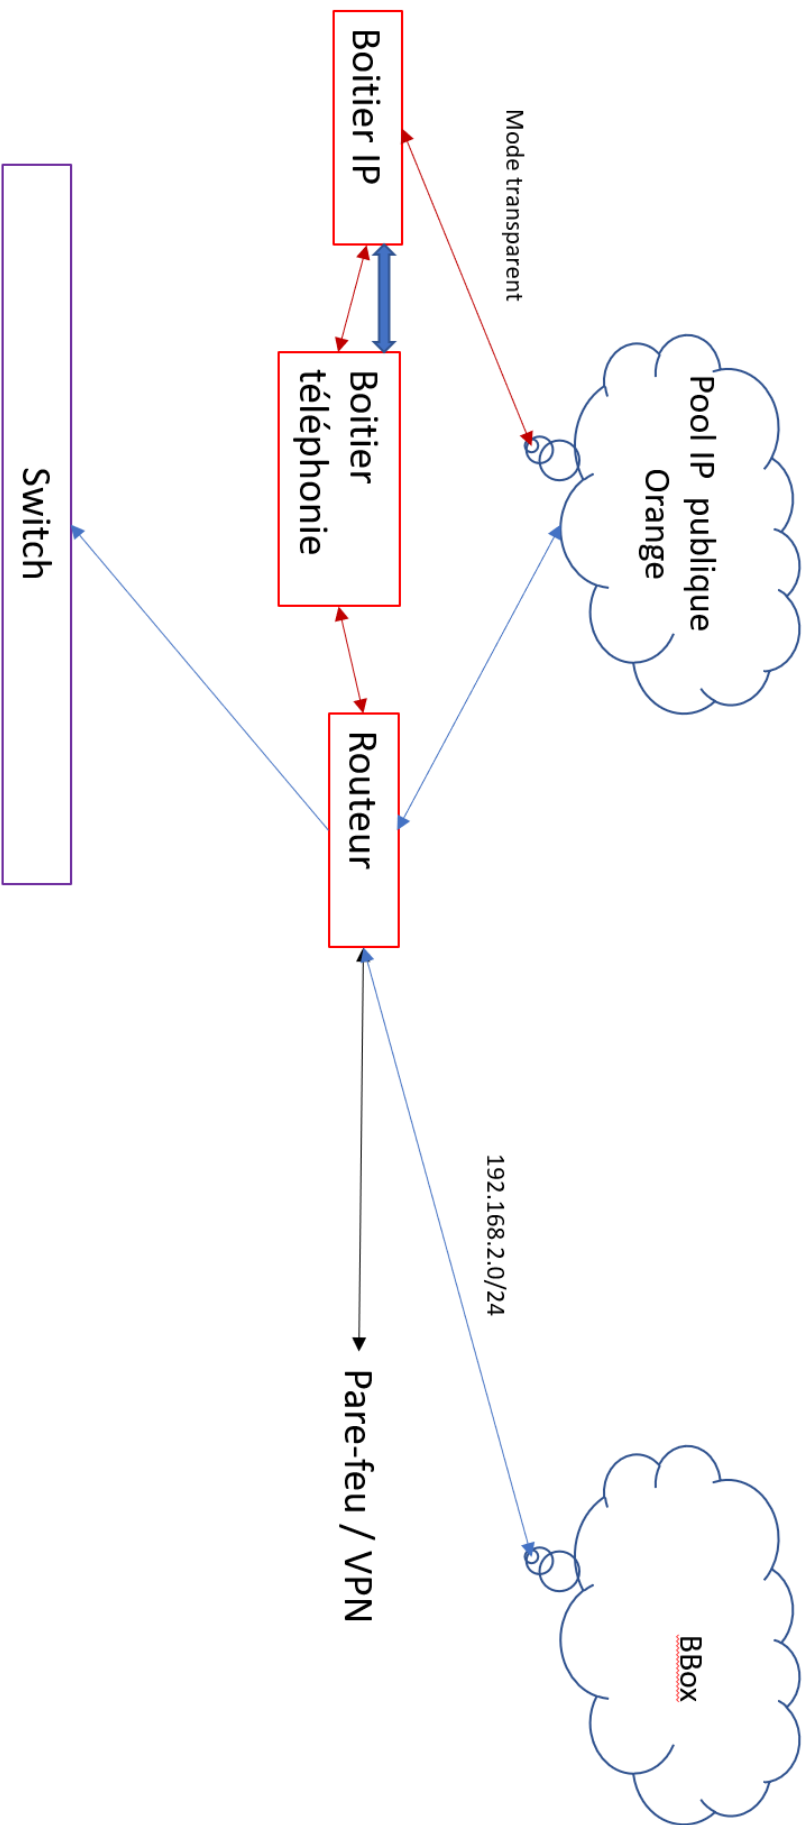 Pool IP publique
Orange
BBox
Mode transparent
192.168.2.0/24
Boitier IP
Boitier
téléphonie
Routeur
Pare-feu / VPN
Switch